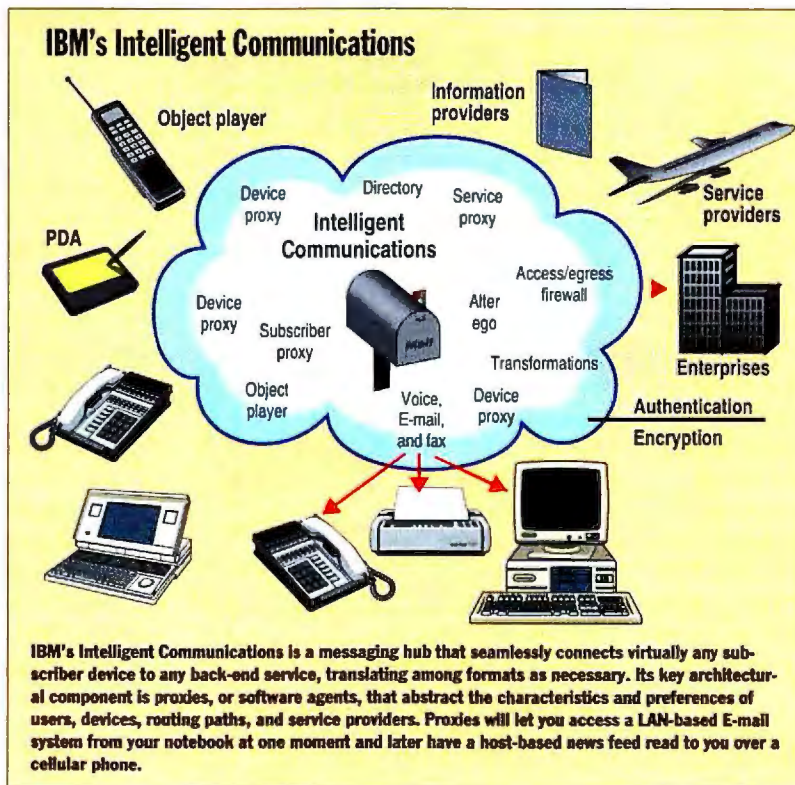 IBM's Intelligent Communications
Object player
Information
providers
Service
providers
PDA
Device
proxy
Directory
Service
proxy
Intelligent
Communications
Access/egress
firewall
Device
proxy
Subscriber
proxy
Alter
ego
Enterprises
Transformations
Object
player
Voice,
E-mail,
and fax
Device
proxy
Authentication
Encryption
IBM's Intelligent Communications is a messaging hub that seamlessly connects virtually any sub-
scriber device to any back-end service, translating among formats as necessary. Its key architectur-
al component is proxies, or software agents, that abstract the characteristics and preferences of
users, devices, routing paths, and service providers. Proxies will let you access a LAN-based E-mail
system from your notebook at one moment and later have a host-based news feed read to you over a
cellular phone.